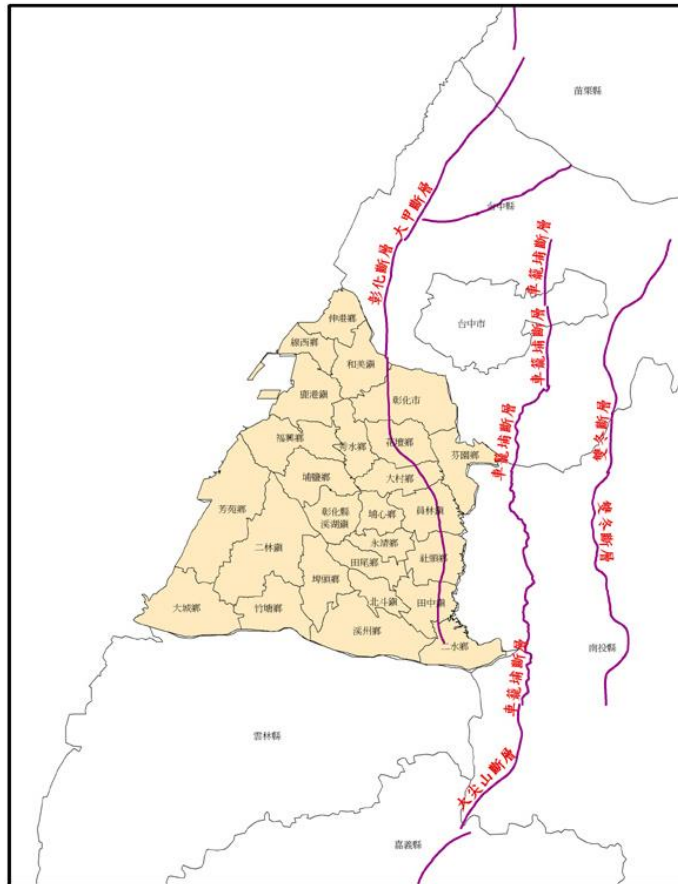 苗栗縣
大甲斷層
台中縣
車籠埔斷層
彰化斷層
伸港鄉
台中市
線西鄉
車籠埔斷層
和美鎮
鹿港鎮
彰化市
車籠埔斷層
雙冬斷層
福興鄉
秀水鄉
花壇鄉
芬園鄉
埔鹽鄉
大村鄉
芳苑鄉
彰化縣
溪湖鎮
埔心鄉
員林鎮
雙冬斷層
二林鎮
永靖鄉
田尾鄉
社頭鄉
埤頭鄉
大城鄉
竹塘鄉
北斗鎮
田中鎮
溪州鄉
二水鄉
南投縣
車籠埔斷層
雲林縣
大尖山斷層
嘉義縣